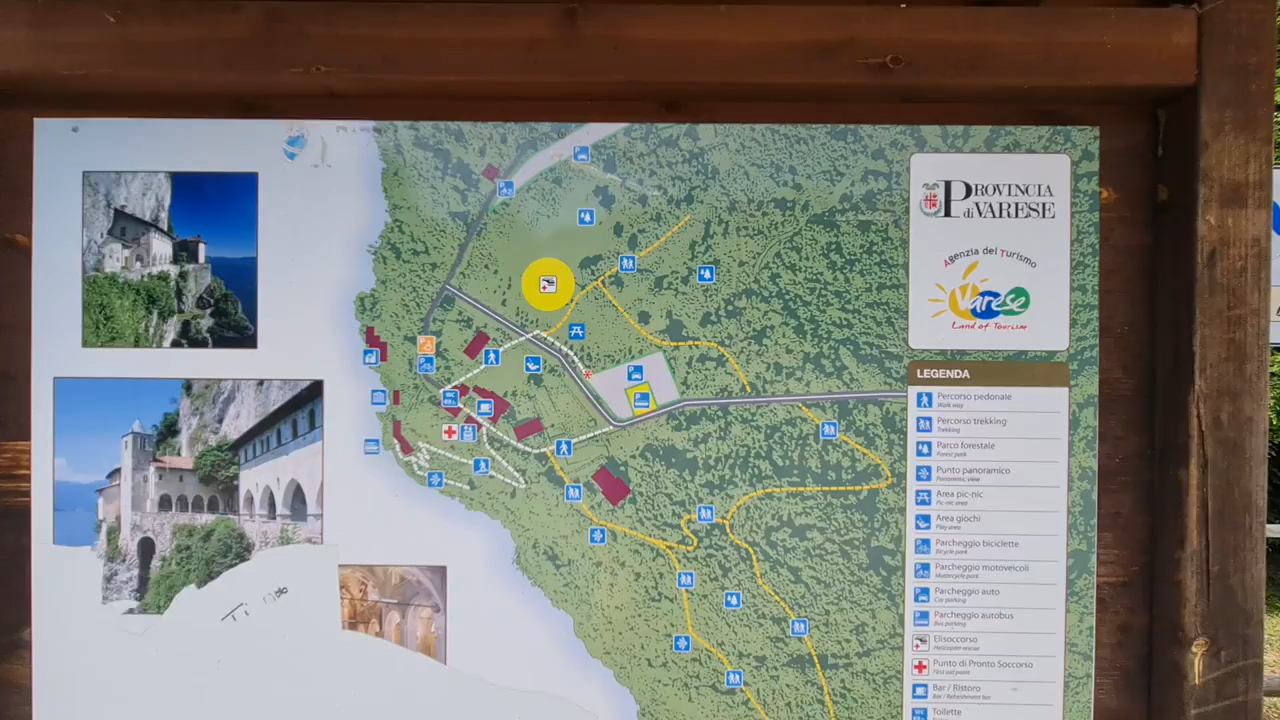 PROVINCIA
di VARESE
Agenzia del Turismo
Varese
Land of Tourism
LEGENDA
Percorso pedonale
Walk way
Percorso trekking
Trekking
Parco forestale
Forest park
Punto panoramico
Panoramic view
Area pic-nic
Pic-nic area
Area giochi
Play area
Parcheggio biciclette
Bicycle park
Parcheggio motoveicoli
Motorcycle park
Parcheggio auto
Car parking
Parcheggio autobus
Bus parking
Elisoccorso
Helicopter rescue
Punto di Pronto Soccorso
First aid point
Bar / Ristoro
Bar / Refreshment bar
Toilette